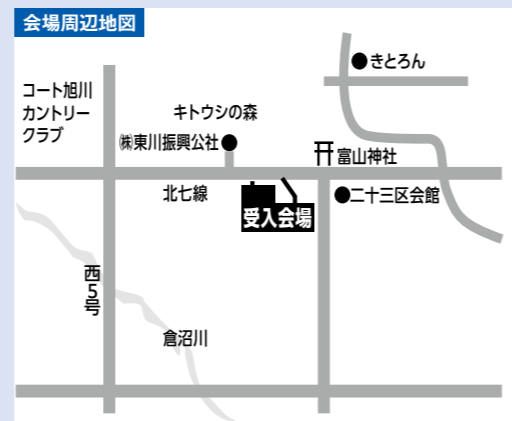 会場周辺地図
きとろん
コート旭川
カントリー
クラブ
キトウシの森
㈱東川振興公社
富山神社
北七線
二十三区会館
受入会場
西5号
倉沼川